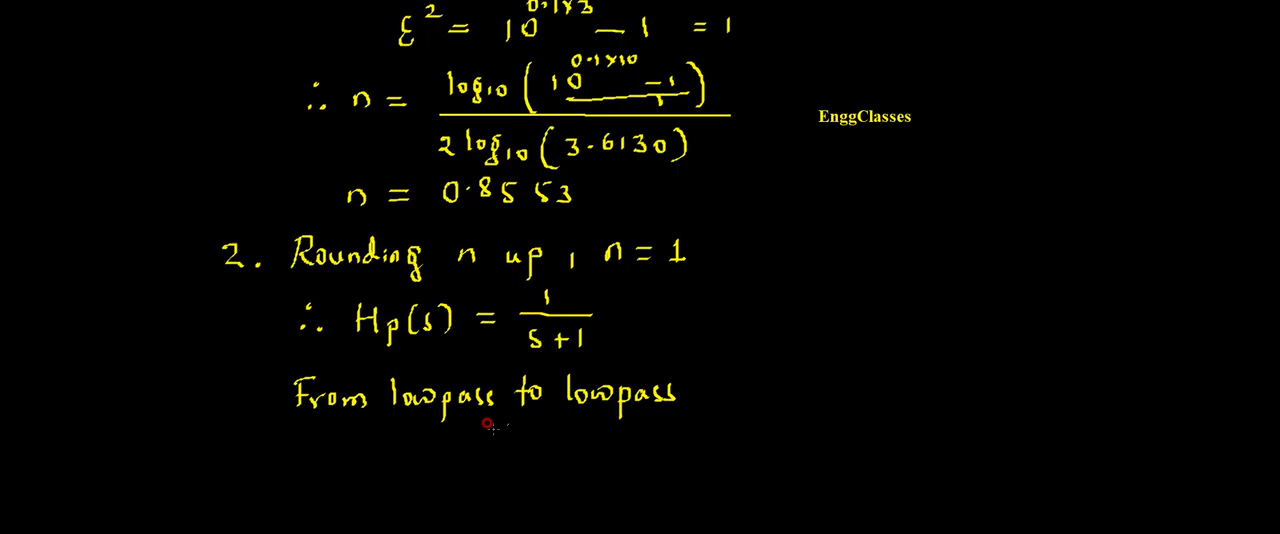 ε² = 10^(0.1×3) − 1 = 1
∴ n = log₁₀ ( (10^(0.1×10) − 1) / 1 ) / 2 log₁₀ (3.6130)
EnggClasses
n = 0.8553
2. Rounding n up, n = 1
∴ Hp(s) = 1 / (s + 1)
From lowpass to lowpass